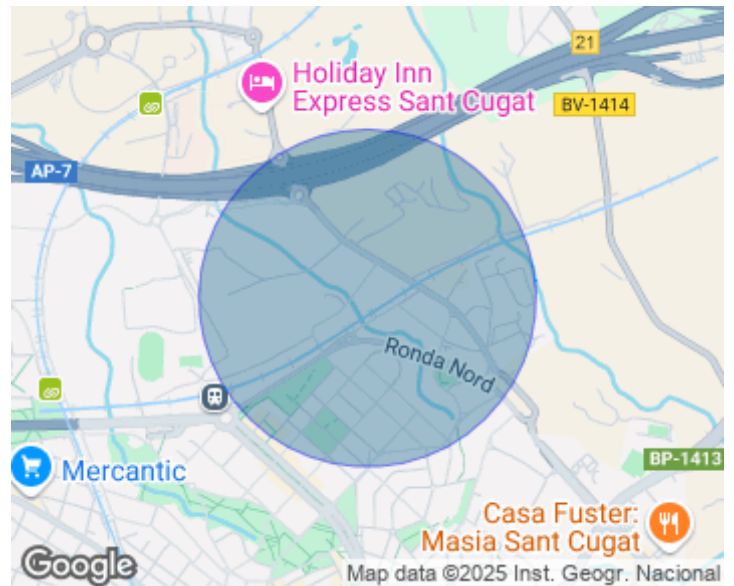 21
Holiday Inn
Express Sant Cugat
BV-1414
AP-7
Ronda Nord
BP-1413
Mercantic
Casa Fuster:
Masia Sant Cugat
Google
Map data ©2025 Inst. Geogr. Nacional